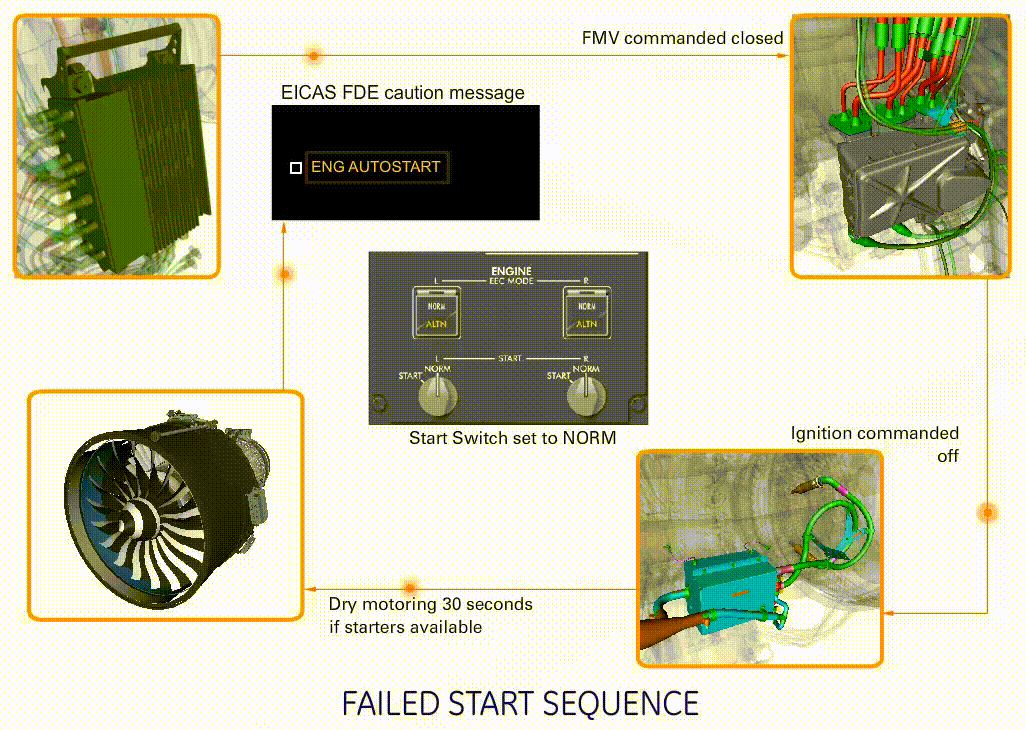 FMV commanded closed
EICAS FDE caution message
ENG AUTOSTART
ENGINE
L EEC MODE R
NORM NORM
ALTN ALTN
L START R
START NORM START NORM
Start Switch set to NORM
Ignition commanded
off
Dry motoring 30 seconds
if starters available
FAILED START SEQUENCE